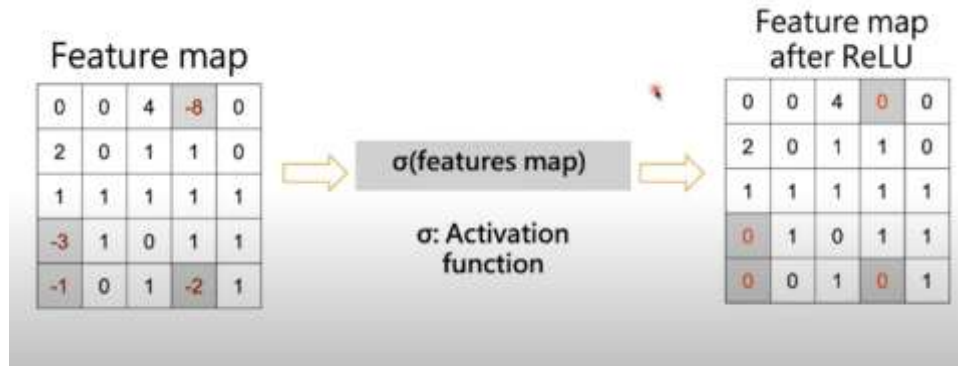 Feature map
0 0 4 -8 0
2 0 1 1 0
1 1 1 1 1
-3 1 0 1 1
-1 0 1 -2 1
σ(features map)
σ: Activation
function
Feature map
after ReLU
0 0 4 0 0
2 0 1 1 0
1 1 1 1 1
0 1 0 1 1
0 0 1 0 1